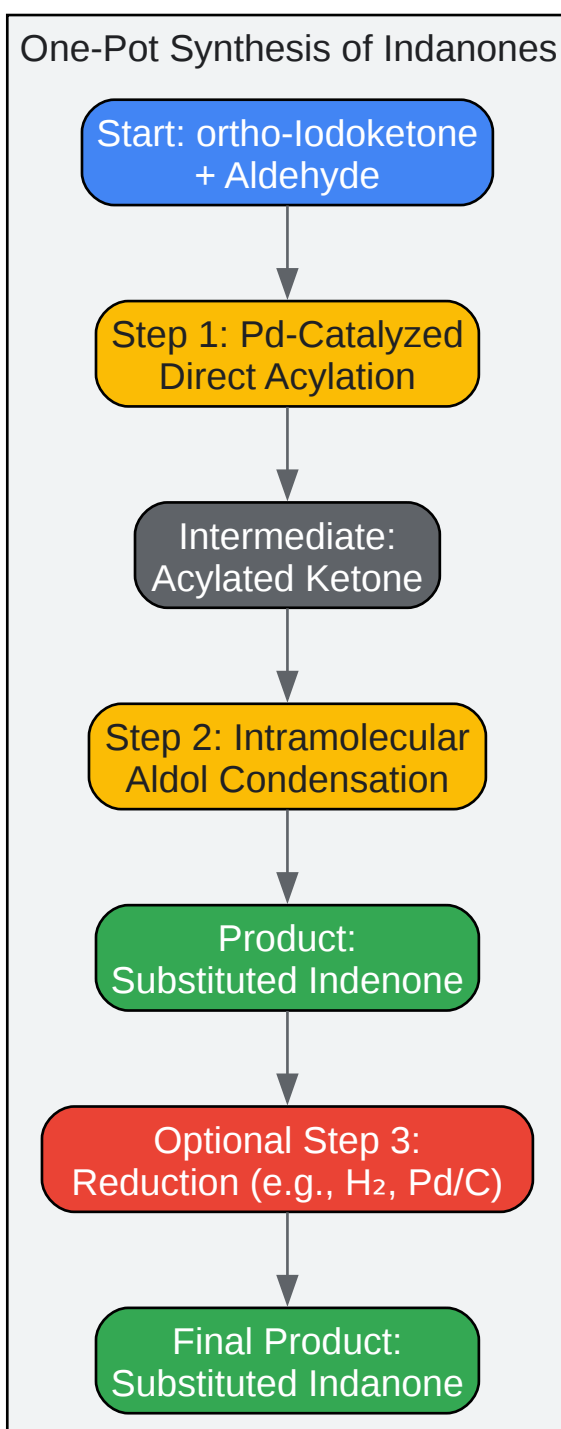 One-Pot Synthesis of Indanones
Start: ortho-Iodoketone
+ Aldehyde
Step 1: Pd-Catalyzed
Direct Acylation
Intermediate:
Acylated Ketone
Step 2: Intramolecular
Aldol Condensation
Product:
Substituted Indenone
Optional Step 3:
Reduction (e.g., H₂, Pd/C)
Final Product:
Substituted Indanone